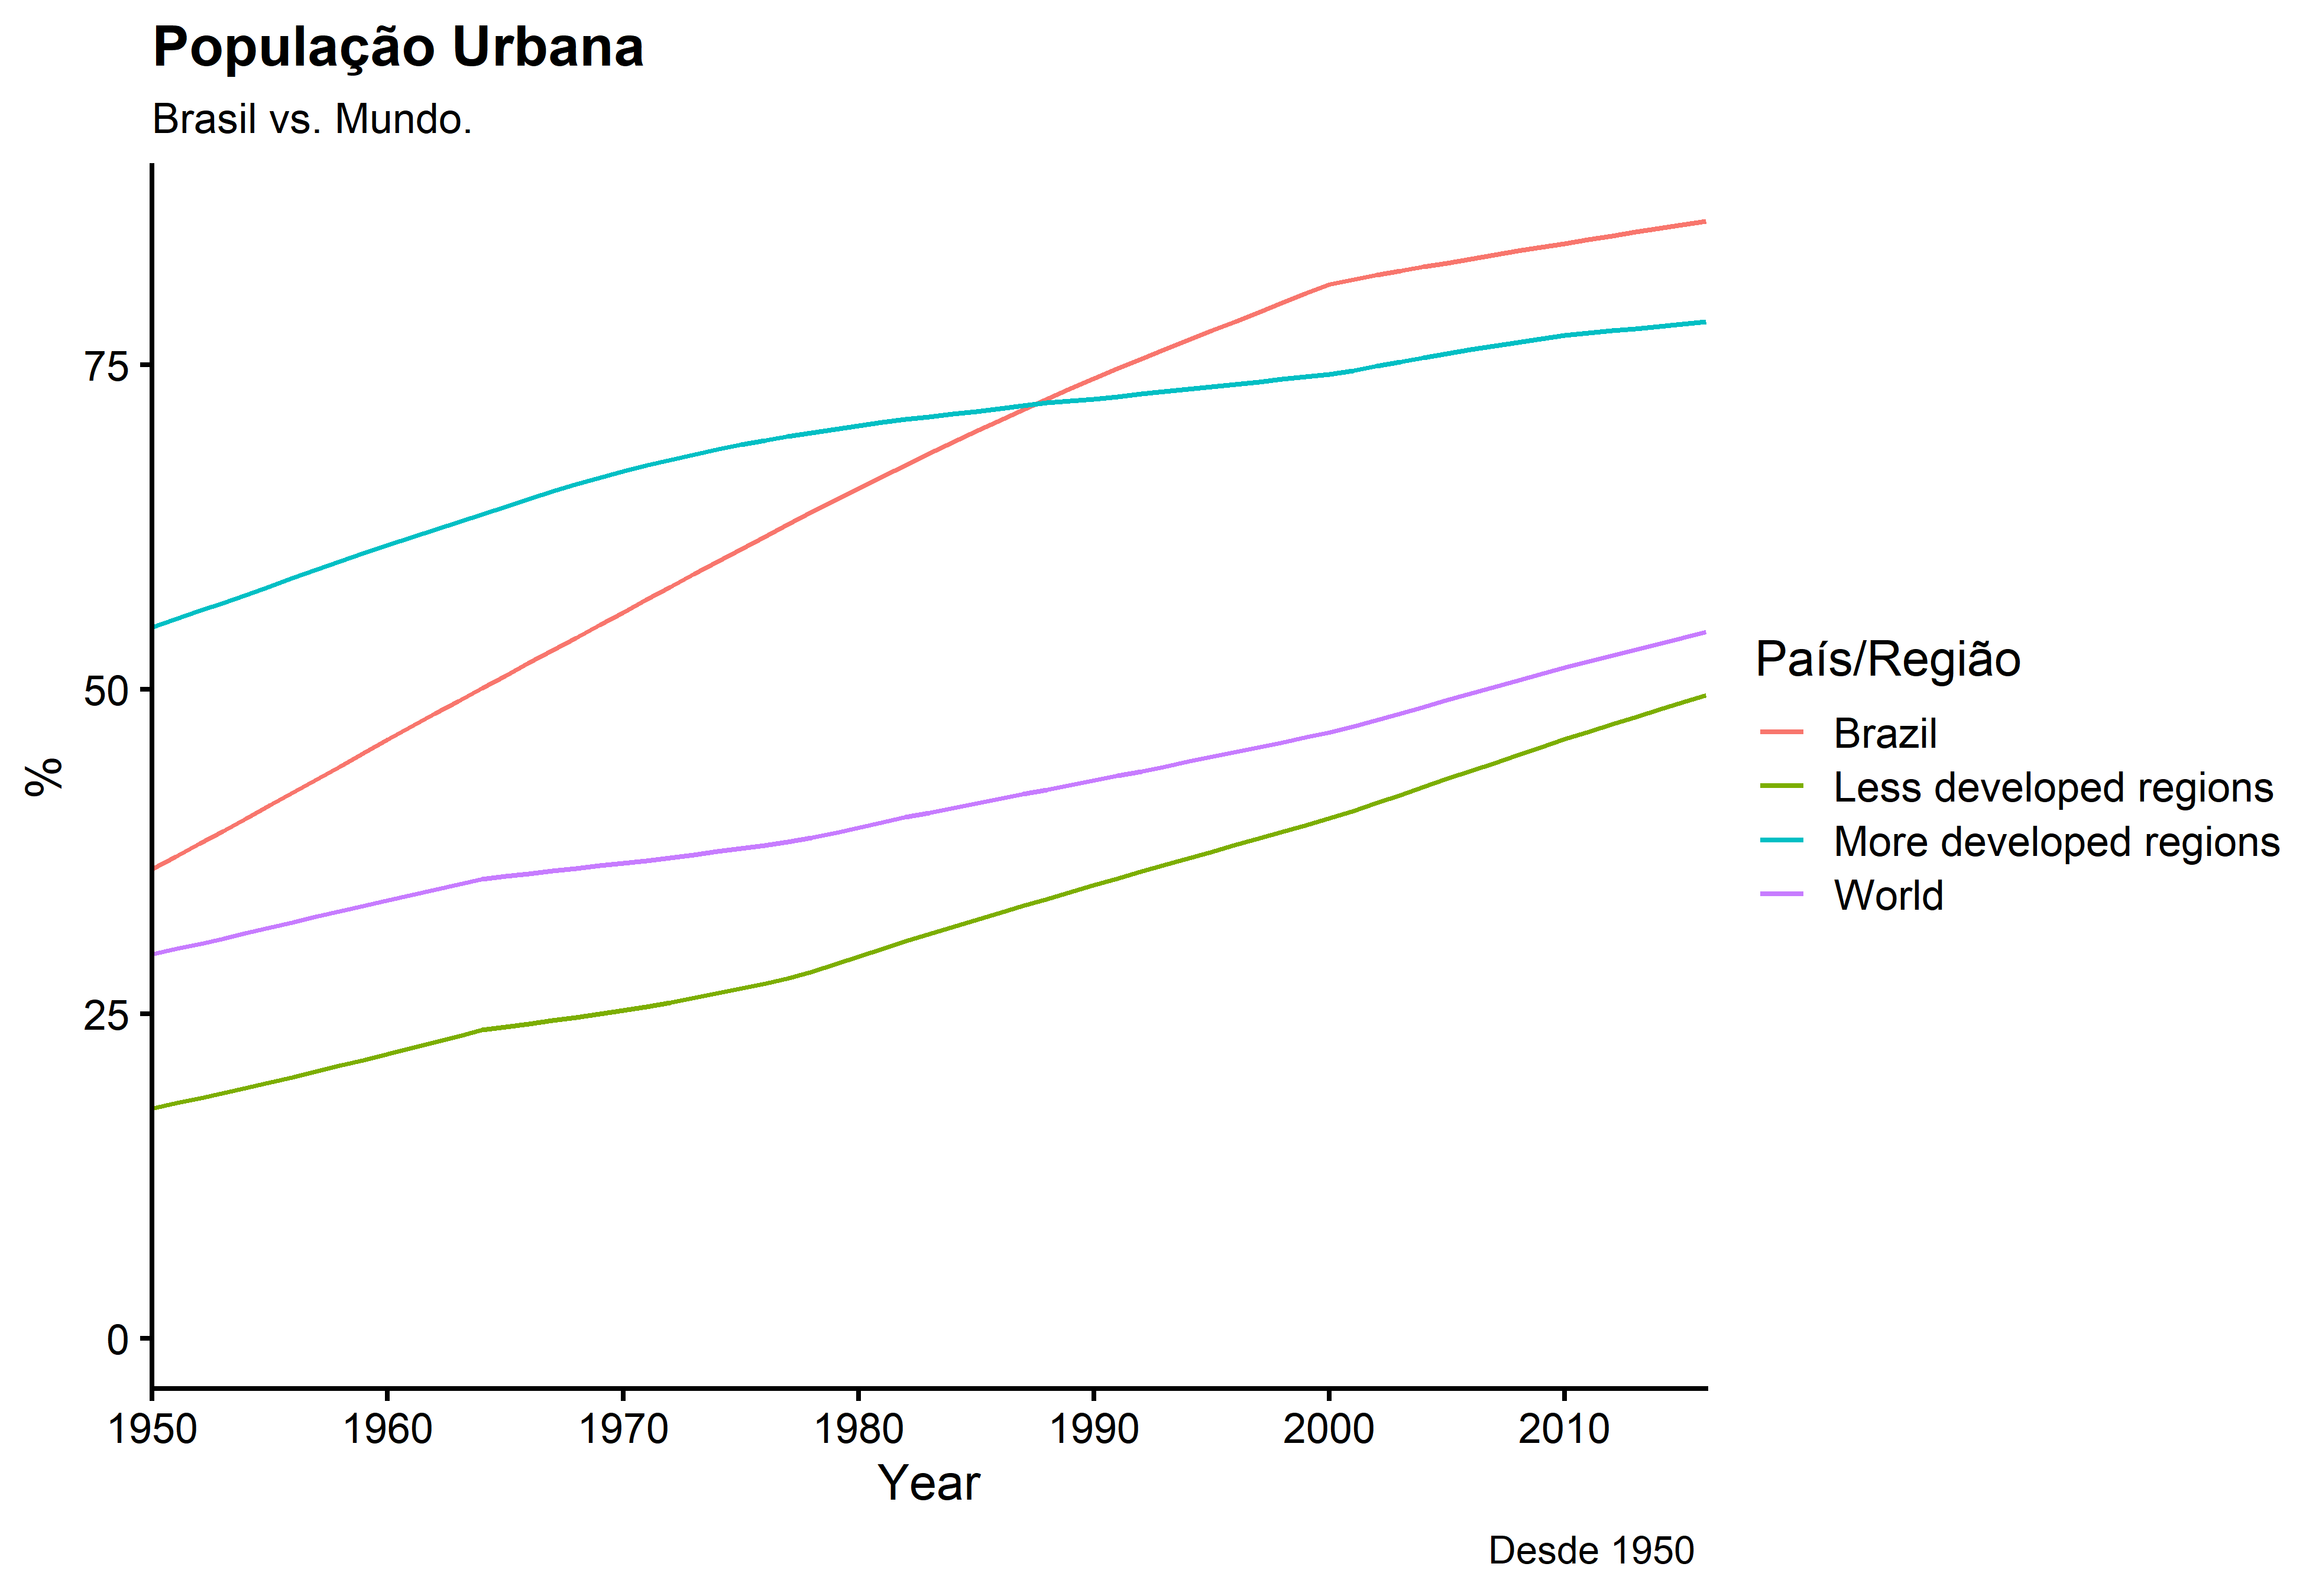 População Urbana
Brasil vs. Mundo.
75
50
25
0
%
1950 1960 1970 1980 1990 2000 2010
Year
País/Região
Brazil
Less developed regions
More developed regions
World
Desde 1950